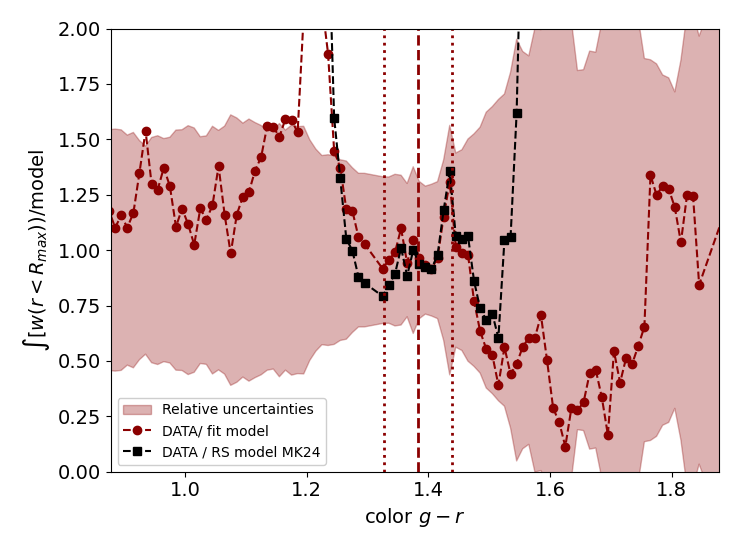 ∫[w(r < R_{max}))/model
2.00
1.75
1.50
1.25
1.00
0.75
0.50
0.25
0.00
Relative uncertainties
DATA/ fit model
DATA / RS model MK24
1.0 1.2 1.4 1.6 1.8
color g − r